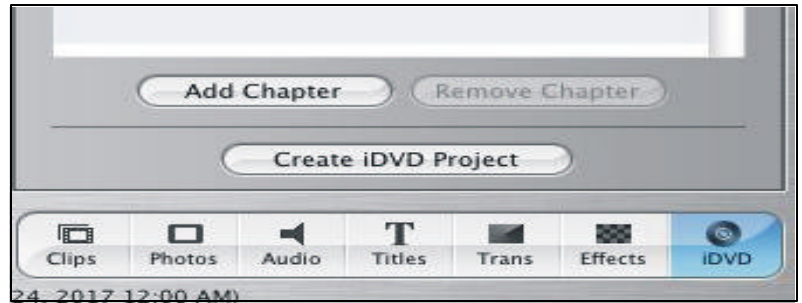 Add Chapter Remove Chapter
Create iDVD Project
Clips Photos Audio Titles Trans Effects iDVD
24, 2017 12:00 AM)